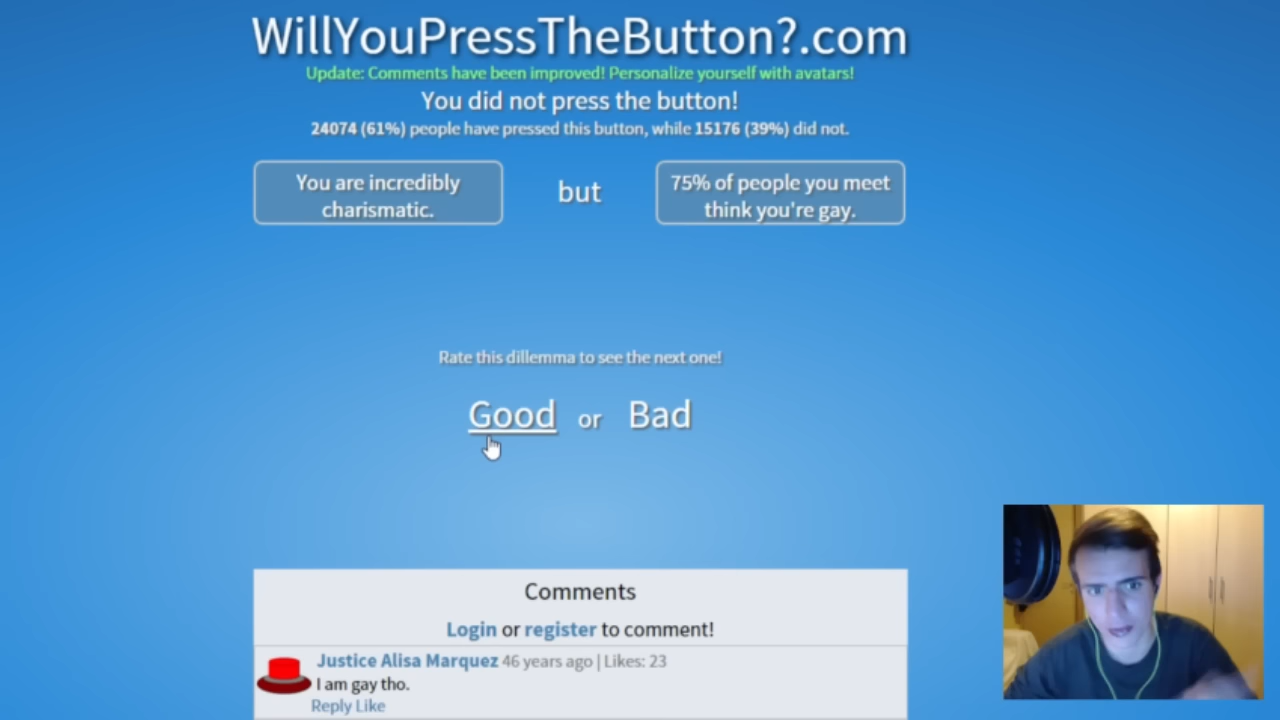 WillYouPressTheButton?.com
Update: Comments have been improved! Personalize yourself with avatars!
You did not press the button!
24074 (61%) people have pressed this button, while 15176 (39%) did not.
You are incredibly
charismatic.
but
75% of people you meet
think you're gay.
Rate this dillemma to see the next one!
Good or Bad
Comments
Login or register to comment!
Justice Alisa Marquez 46 years ago | Likes: 23
I am gay tho.
Reply Like